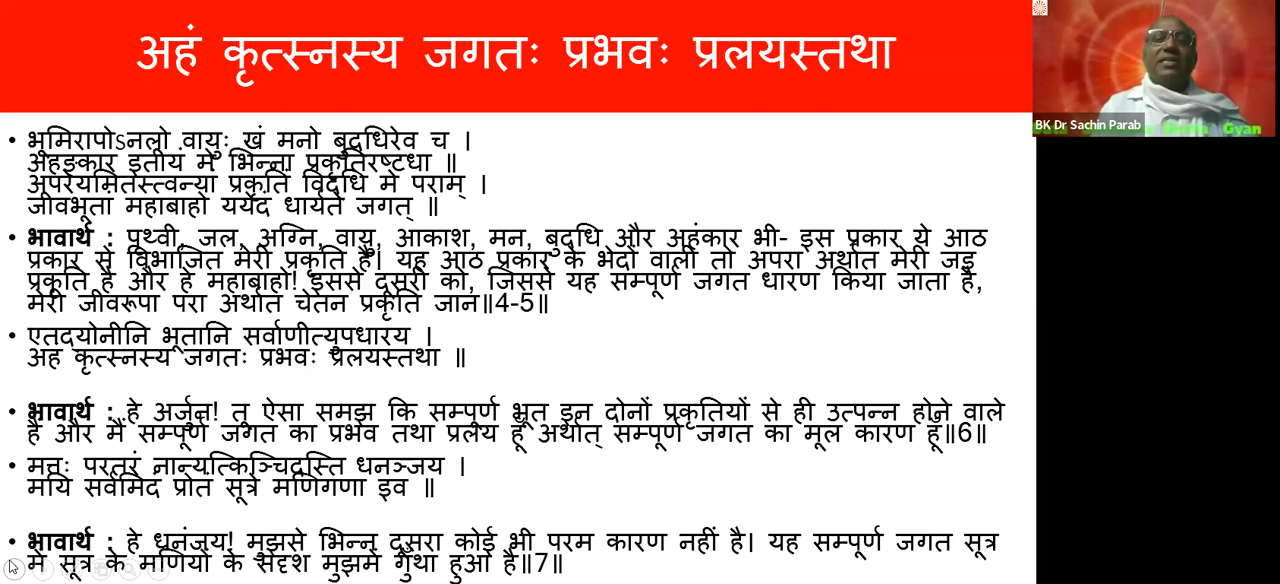 अहं कृत्स्नस्य जगतः प्रभवः प्रलयस्तथा
BK Dr Sachin Parab
Gyan
• भूमिरापोऽनलो वायुः खं मनो बुद्धिरेव च ।
अहङ्कार इतीयं मे भिन्ना प्रकृतिरष्टधा ॥
अपरेयमितस्त्वन्यां प्रकृतिं विद्धि मे पराम् ।
जीवभूतां महाबाहो ययेदं धार्यते जगत् ॥
• भावार्थ : पृथ्वी, जल, अग्नि, वायु, आकाश, मन, बुद्धि और अहंकार भी- इस प्रकार ये आठ
प्रकार से विभाजित मेरी प्रकृति है। यह आठ प्रकार के भेदों वाली तो अपरा अर्थात मेरी जड़
प्रकृति है और हे महाबाहो! इससे दूसरी को, जिससे यह सम्पूर्ण जगत धारण किया जाता है,
मेरी जीवरूपा परा अर्थात चेतन प्रकृति जान॥4-5॥
• एतद्योनीनि भूतानि सर्वाणीत्युपधारय ।
अहं कृत्स्नस्य जगतः प्रभवः प्रलयस्तथा ॥
• भावार्थ : हे अर्जुन! तू ऐसा समझ कि सम्पूर्ण भूत इन दोनों प्रकृतियों से ही उत्पन्न होने वाले
हैं और मैं सम्पूर्ण जगत का प्रभव तथा प्रलय हूँ अर्थात् सम्पूर्ण जगत का मूल कारण हूँ॥6॥
• मत्तः परतरं नान्यत्किञ्चिदस्ति धनञ्जय ।
मयि सर्वमिदं प्रोतं सूत्रे मणिगणा इव ॥
• भावार्थ : हे धनंजय! मुझसे भिन्न दूसरा कोई भी परम कारण नहीं है। यह सम्पूर्ण जगत सूत्र
में सूत्र के मणियों के सदृश मुझमें गुँथा हुआ है॥7॥